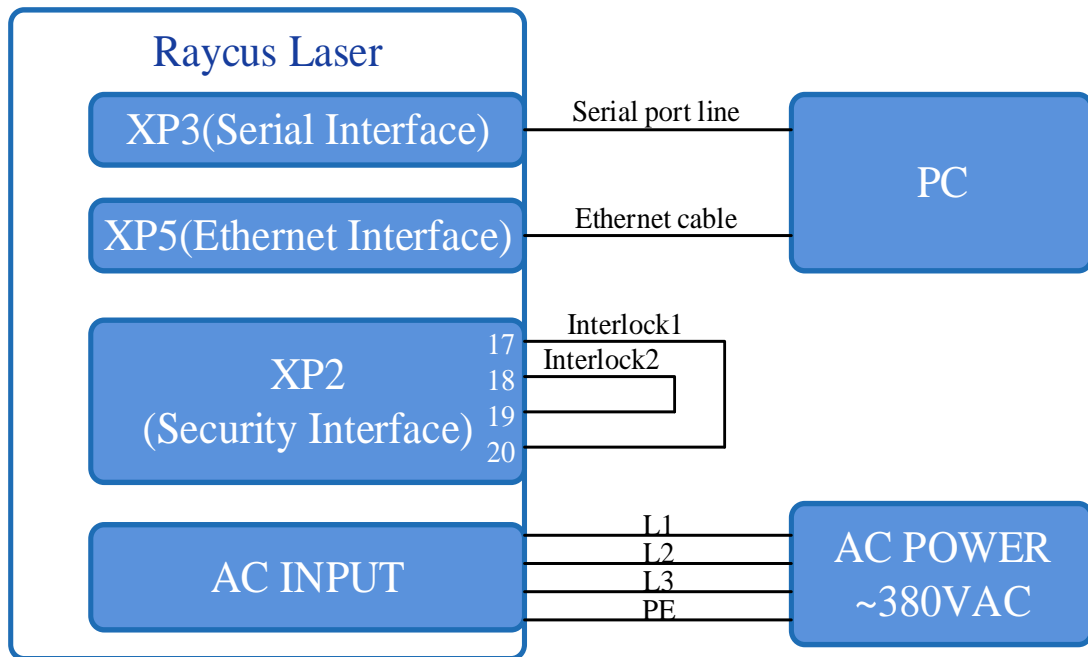 Raycus Laser
XP3(Serial Interface)
Serial port line
PC
XP5(Ethernet Interface)
Ethernet cable
XP2
(Security Interface)
17
18
19
20
Interlock1
Interlock2
AC INPUT
L1
L2
L3
PE
AC POWER
~380VAC